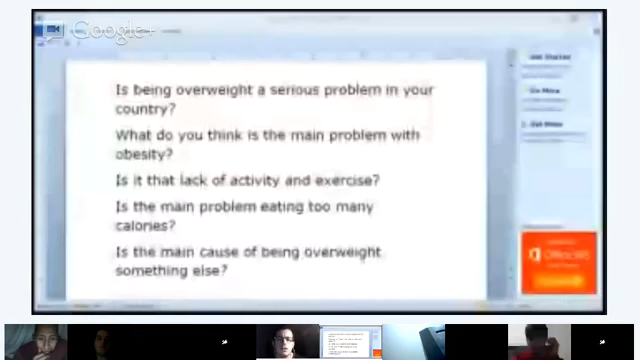 Google+
Is being overweight a serious problem in your
country?
What do you think is the main problem with
obesity?
Is it that lack of activity and exercise?
Is the main problem eating too many
calories?
Is the main cause of being overweight
something else?